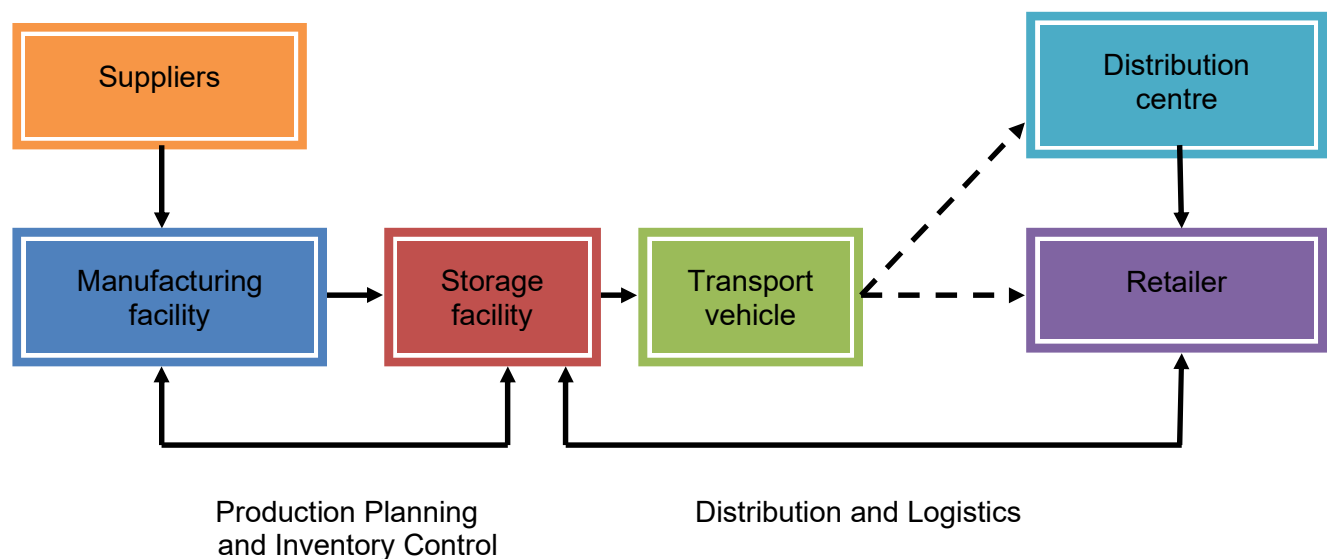 Suppliers
Distribution
centre
Manufacturing
facility
Storage
facility
Transport
vehicle
Retailer
Production Planning
and Inventory Control
Distribution and Logistics